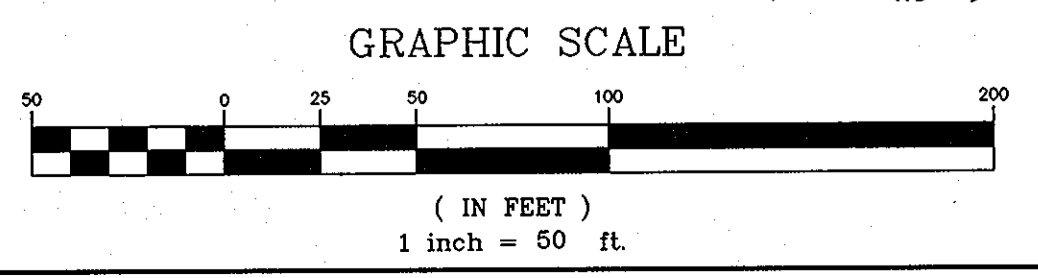 GRAPHIC SCALE
50 0 25 50 100 200
( IN FEET )
1 inch = 50 ft.